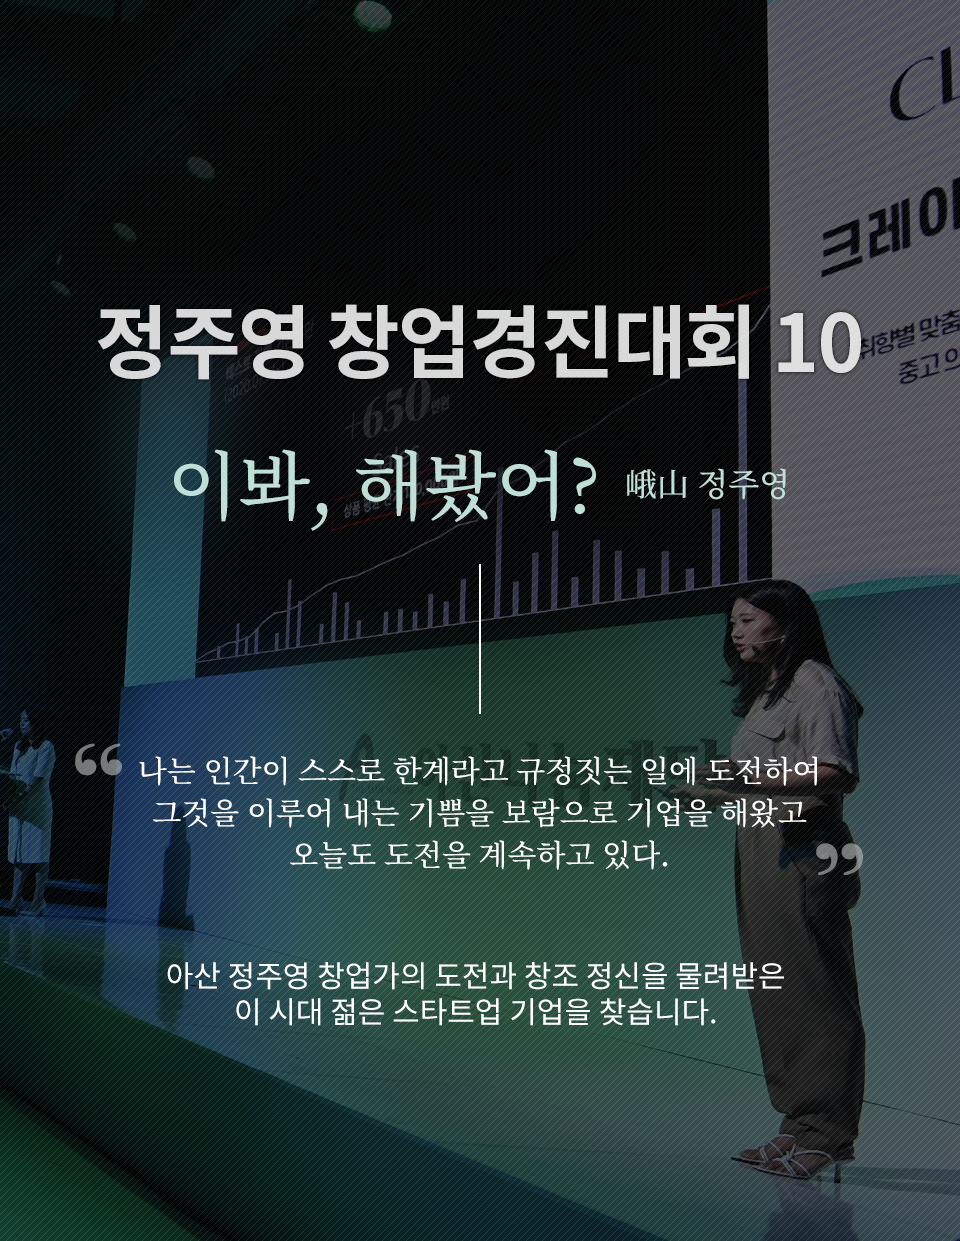 크레이
취향별 맞춤
중고 의
정주영 창업경진대회 10
+650만원
이봐, 해봤어? 峨山 정주영
“ 나는 인간이 스스로 한계라고 규정짓는 일에 도전하여
그것을 이루어 내는 기쁨을 보람으로 기업을 해왔고
오늘도 도전을 계속하고 있다. ”
아산 정주영 창업가의 도전과 창조 정신을 물려받은
이 시대 젊은 스타트업 기업을 찾습니다.